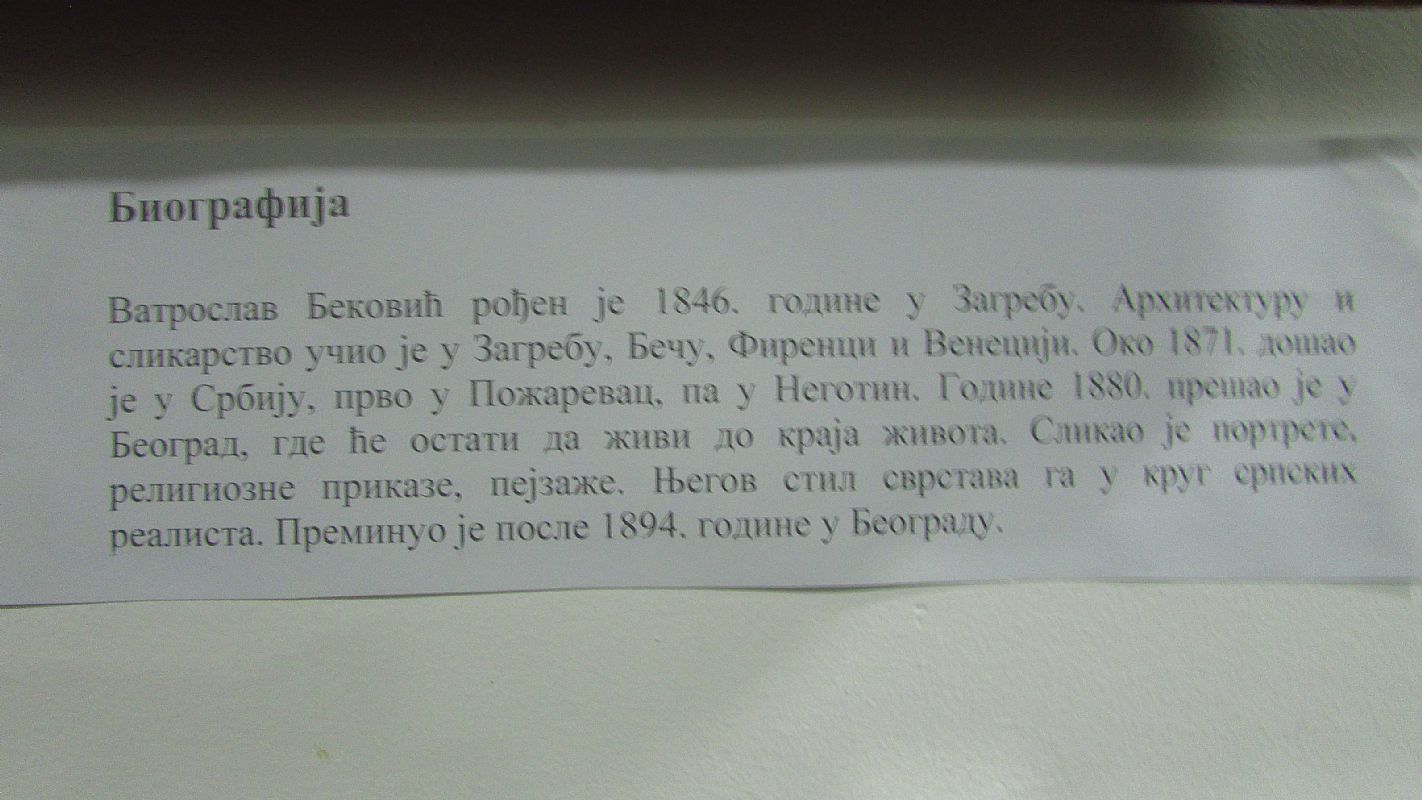 Биографија
Ватрослав Бековић рођен је 1846. године у Загребу. Архитектуру и
сликарство учио је у Загребу, Бечу, Фиренци и Венецији. Око 1871. дошао
је у Србију, прво у Пожаревац, па у Неготин. Године 1880. прешао је у
Београд, где ће остати да живи до краја живота. Сликао је портрете,
религиозне приказе, пејзаже. Његов стил сврстава га у круг српских
реалиста. Преминуо је после 1894. године у Београду.